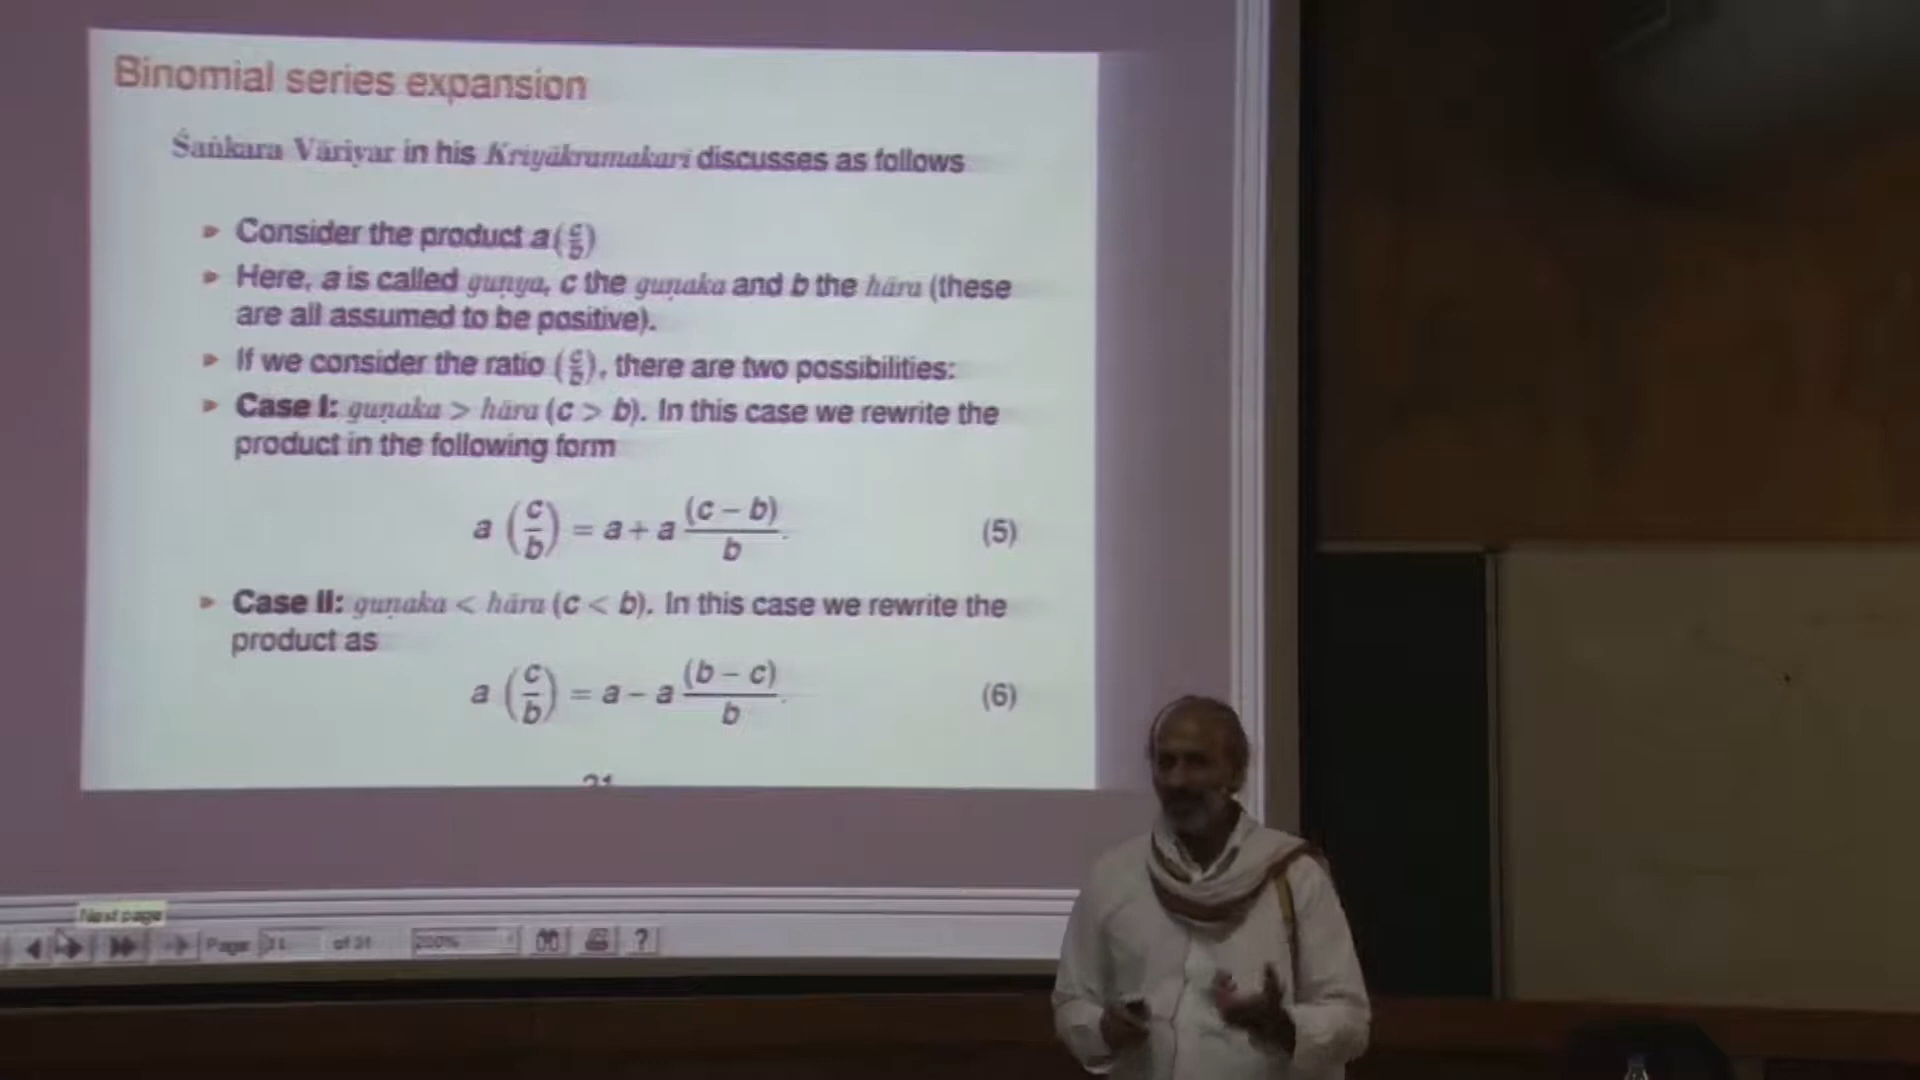 Binomial series expansion
Śaṅkara Vāriyar in his Kriyākramakarī discusses as follows
Consider the product a(c/b)
Here, a is called guṇya, c the guṇaka and b the hāra (these
are all assumed to be positive).
If we consider the ratio (c/b), there are two possibilities:
Case I: guṇaka > hāra (c > b). In this case we rewrite the
product in the following form
a (c/b) = a + a (c − b)/b. (5)
Case II: guṇaka < hāra (c < b). In this case we rewrite the
product as
a (c/b) = a − a (b − c)/b. (6)
Next page
Page 31 of 31 200% ?